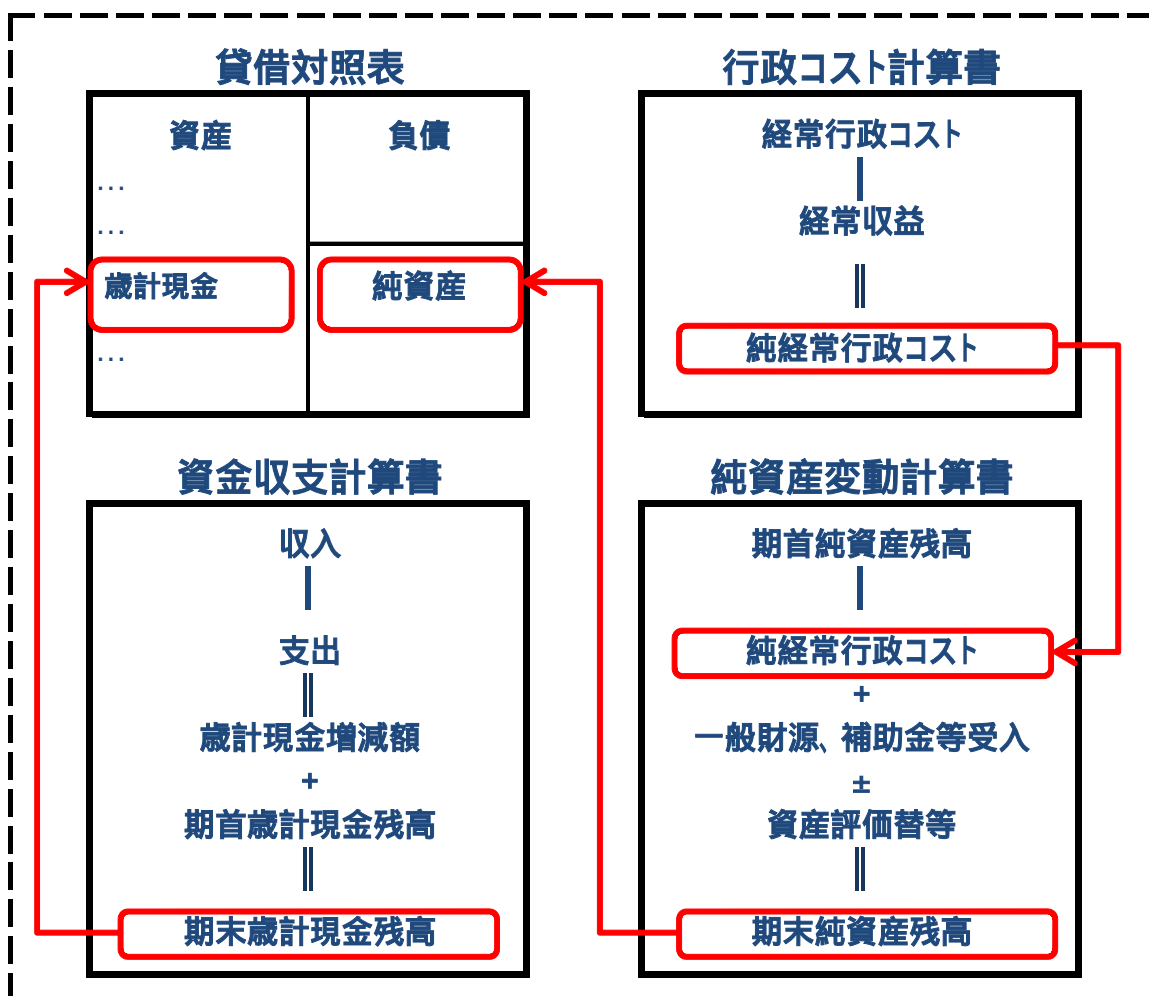 貸借対照表
資産
負債
…
…
歳計現金
純資産
…
行政コスト計算書
経常行政コスト
経常収益
純経常行政コスト
資金収支計算書
収入
支出
歳計現金増減額
+
期首歳計現金残高
期末歳計現金残高
純資産変動計算書
期首純資産残高
純経常行政コスト
+
一般財源、補助金等受入
±
資産評価替等
期末純資産残高